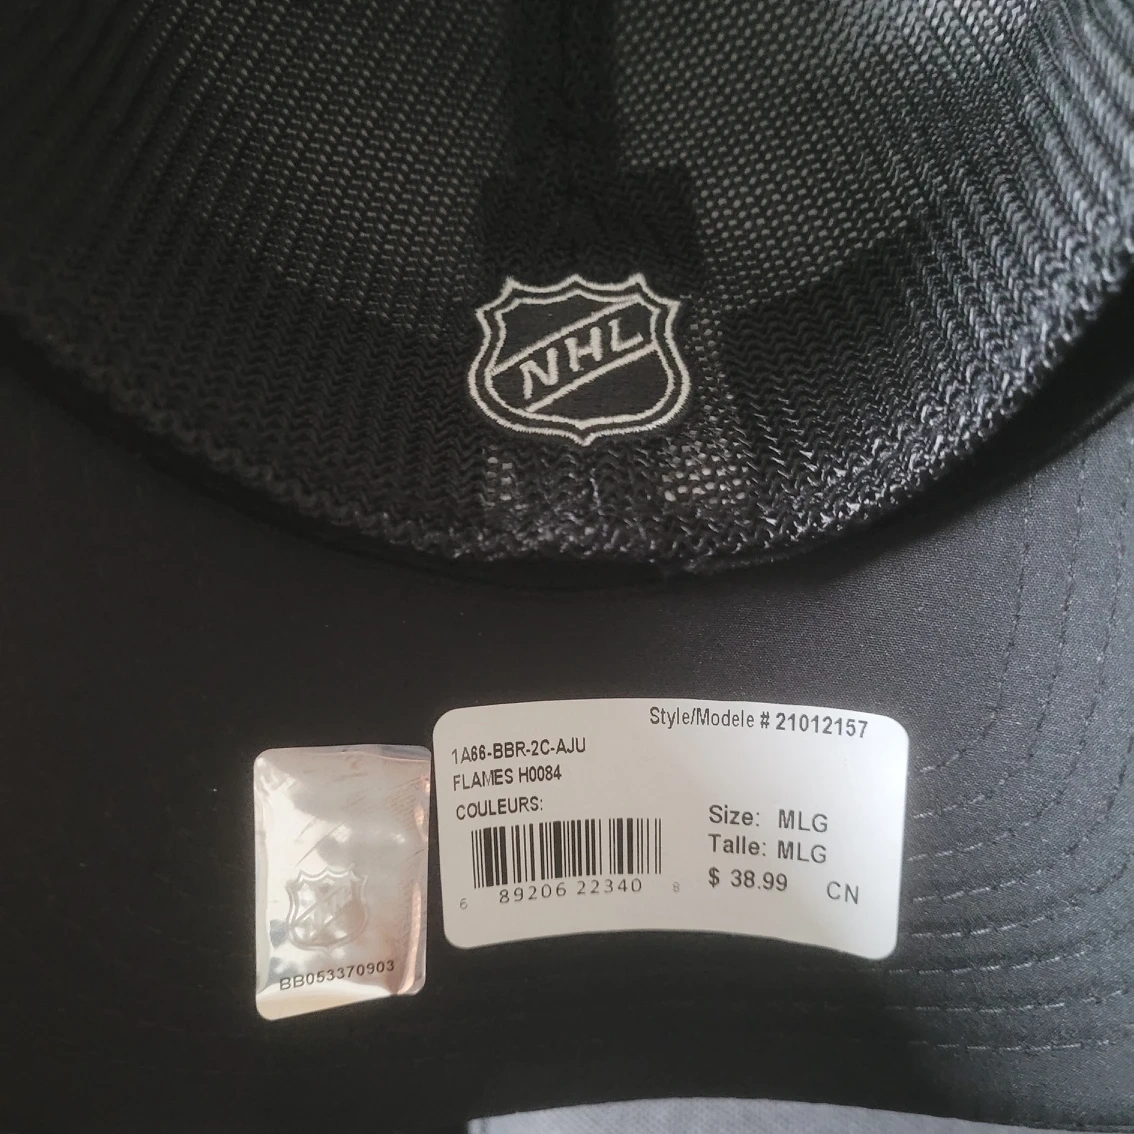 NHL
Style/Modele # 21012157
1A66-BBR-2C-AJU
FLAMES H0084
COULEURS:
Size: MLG
Talle: MLG
$ 38.99 CN
6 89206 22340 8
BB053370903